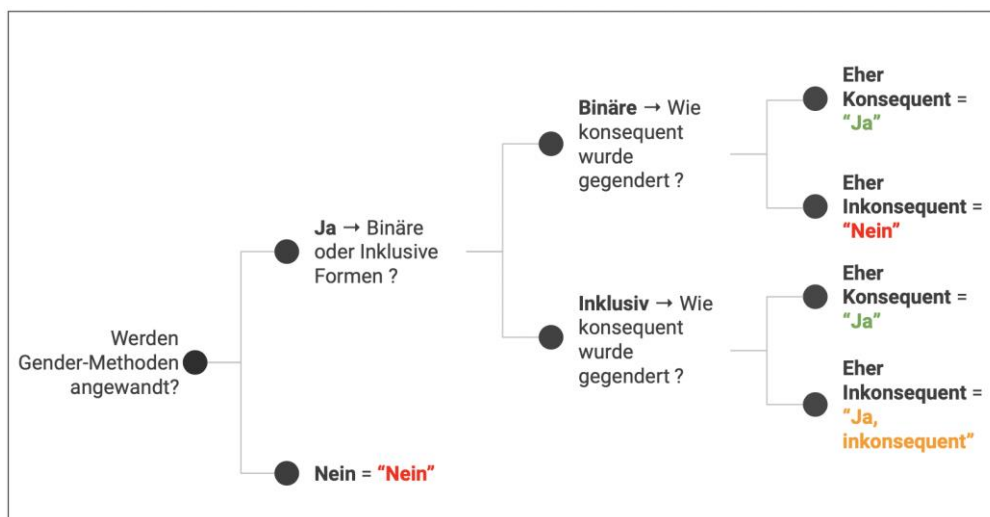 Werden
Gender-Methoden
angewandt?
Ja → Binäre
oder Inklusive
Formen ?
Nein = “Nein”
Binäre → Wie
konsequent
wurde
gegendert ?
Inklusiv → Wie
konsequent
wurde
gegendert ?
Eher
Konsequent =
“Ja”
Eher
Inkonsequent =
“Nein”
Eher
Konsequent =
“Ja”
Eher
Inkonsequent =
“Ja,
inkonsequent”